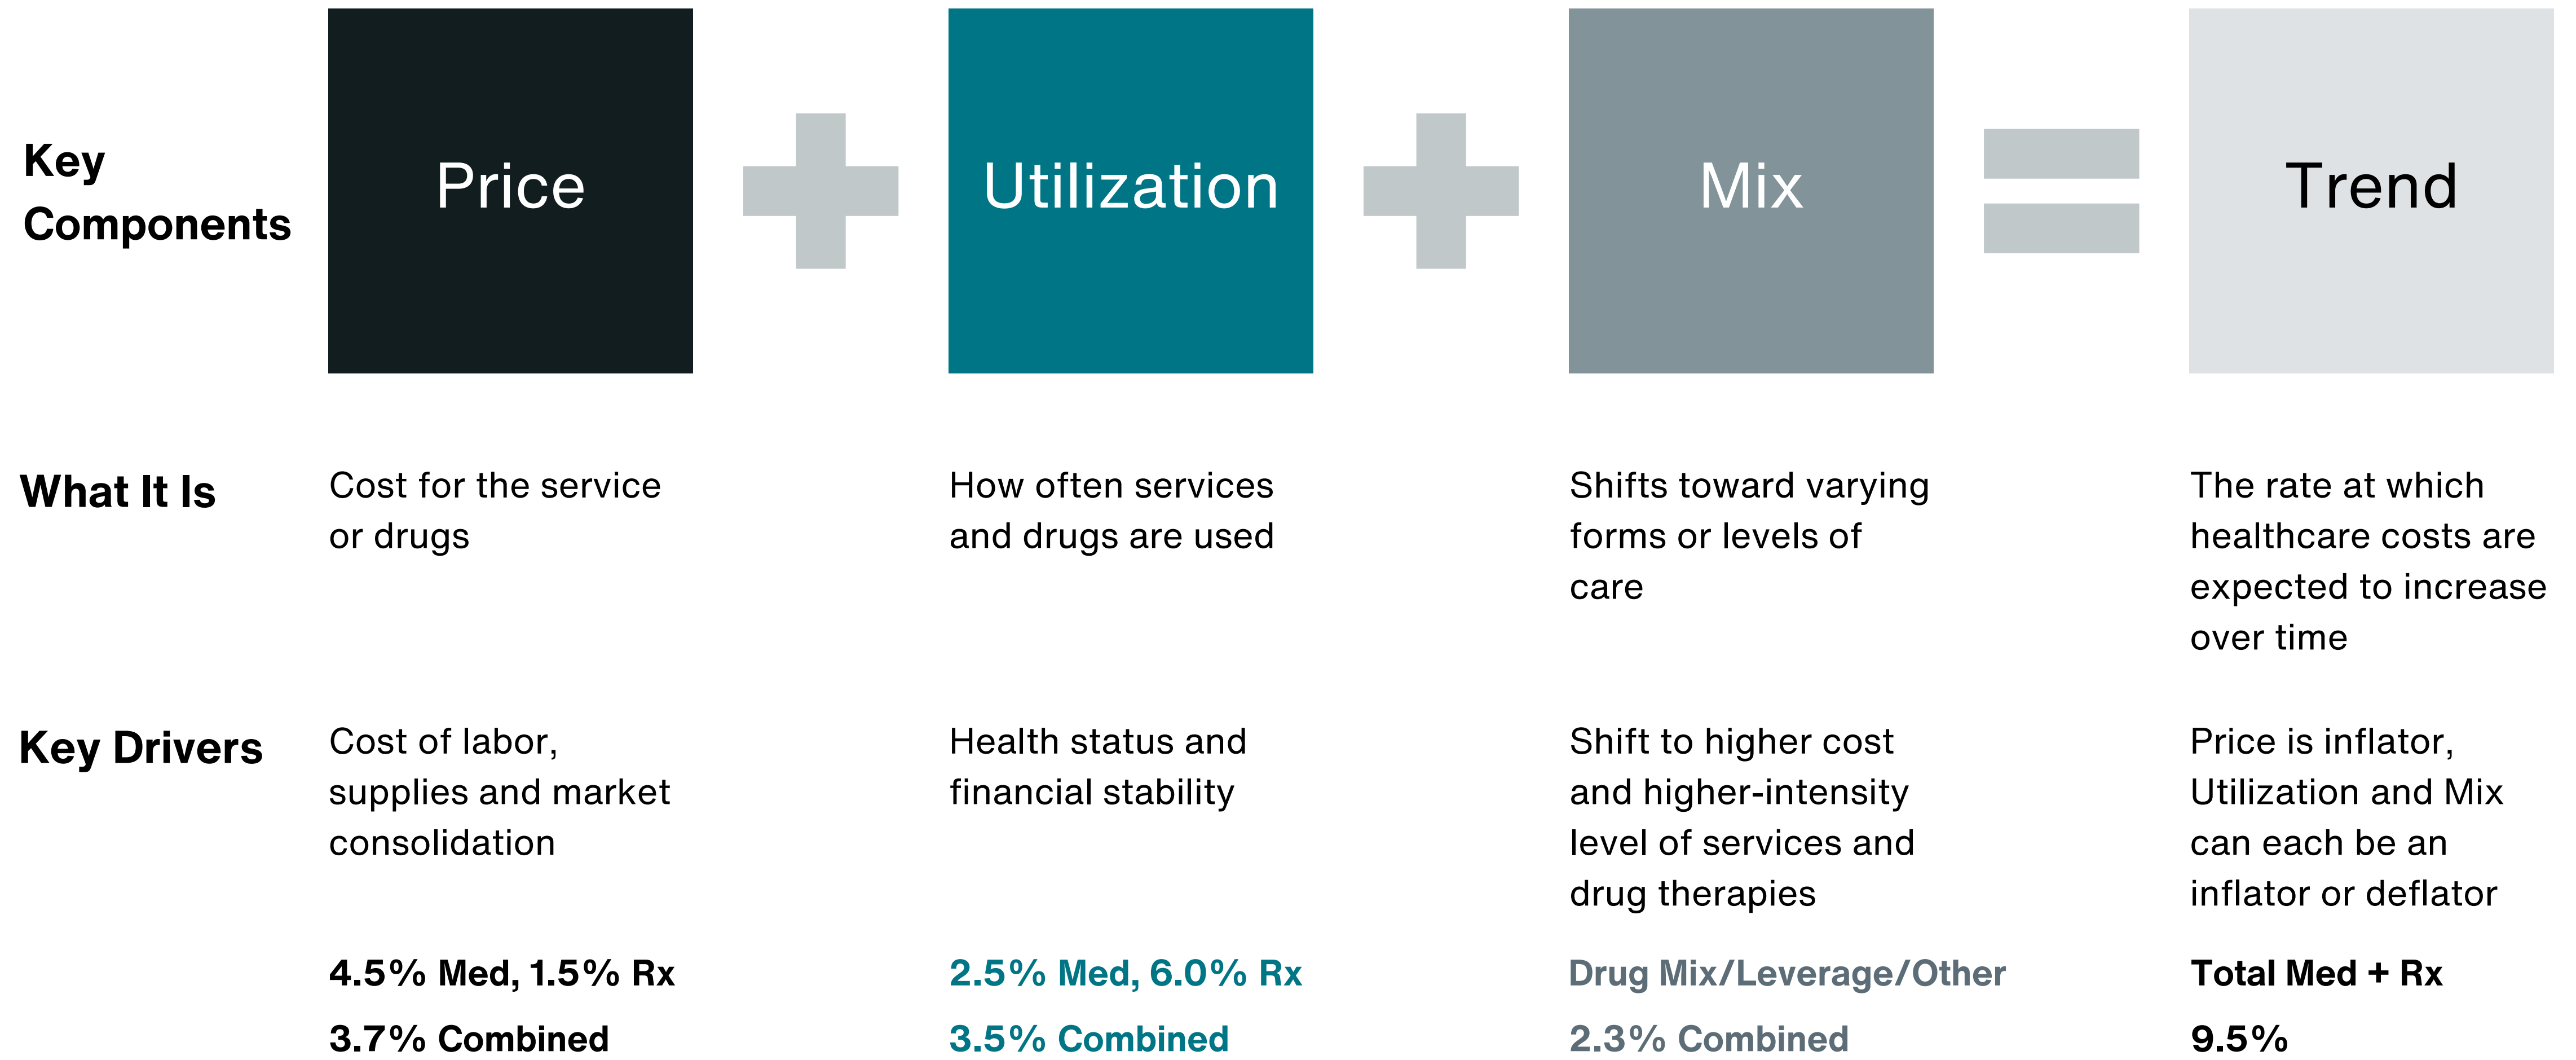 Key
Components
Price
Utilization
Mix
Trend
What It Is
Cost for the service
or drugs
How often services
and drugs are used
Shifts toward varying
forms or levels of
care
The rate at which
healthcare costs are
expected to increase
over time
Key Drivers
Cost of labor,
supplies and market
consolidation
Health status and
financial stability
Shift to higher cost
and higher-intensity
level of services and
drug therapies
Price is inflator,
Utilization and Mix
can each be an
inflator or deflator
4.5% Med, 1.5% Rx
3.7% Combined
2.5% Med, 6.0% Rx
3.5% Combined
Drug Mix/Leverage/Other
2.3% Combined
Total Med + Rx
9.5%